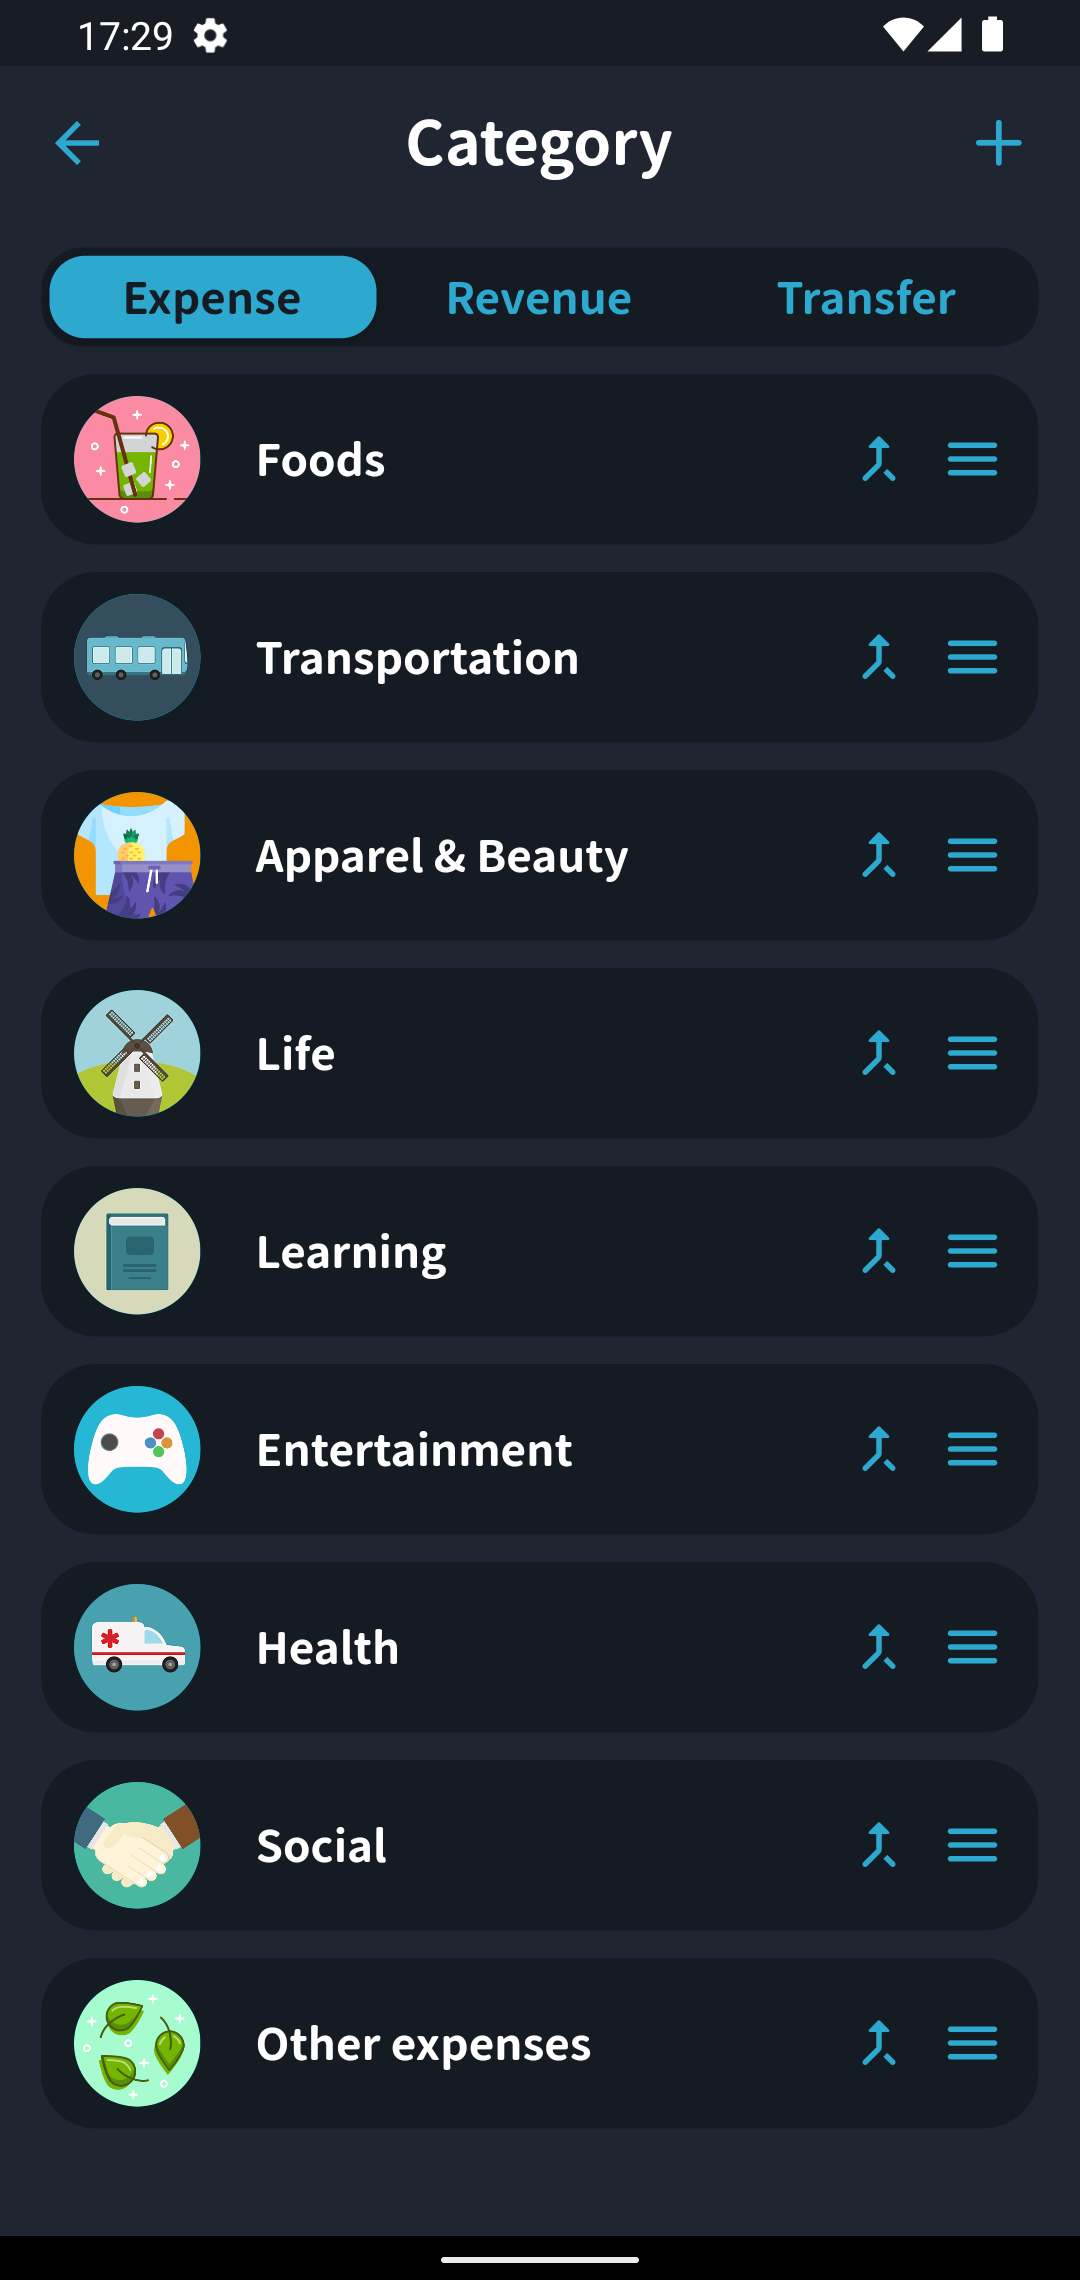 17:29
Category
Expense Revenue Transfer
Foods
Transportation
Apparel & Beauty
Life
Learning
Entertainment
Health
Social
Other expenses